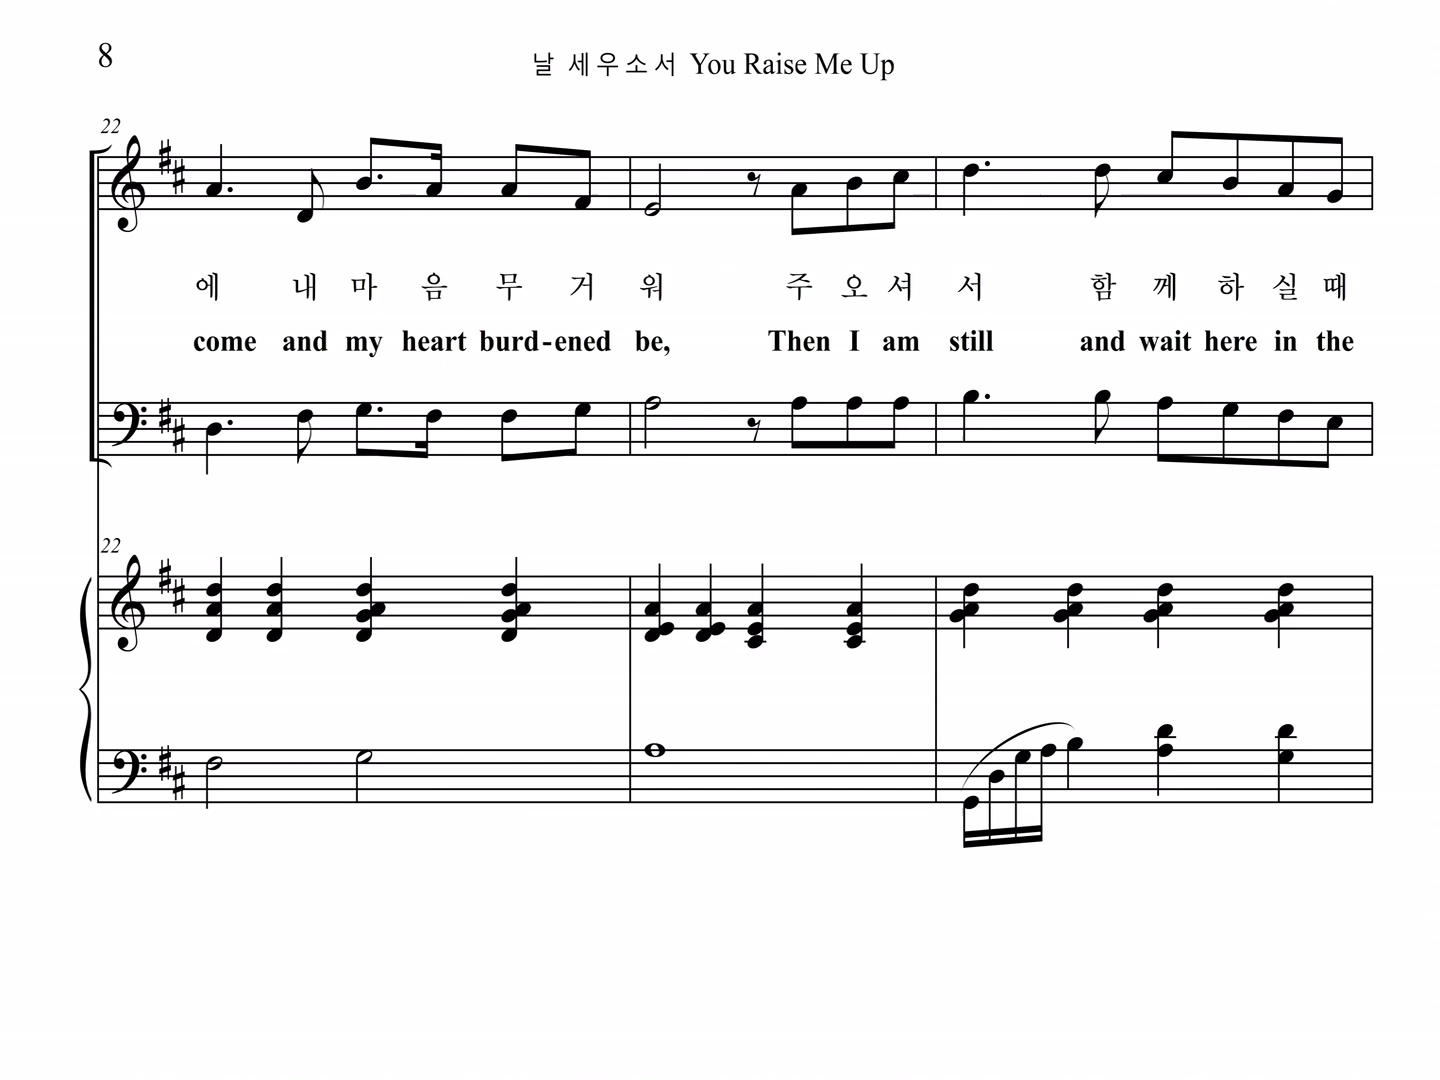 8
날 세우소서 You Raise Me Up
22
에 내 마 음 무 거 워 주 오 셔 서 함 께 하 실 때
come and my heart burd-ened be, Then I am still and wait here in the
22